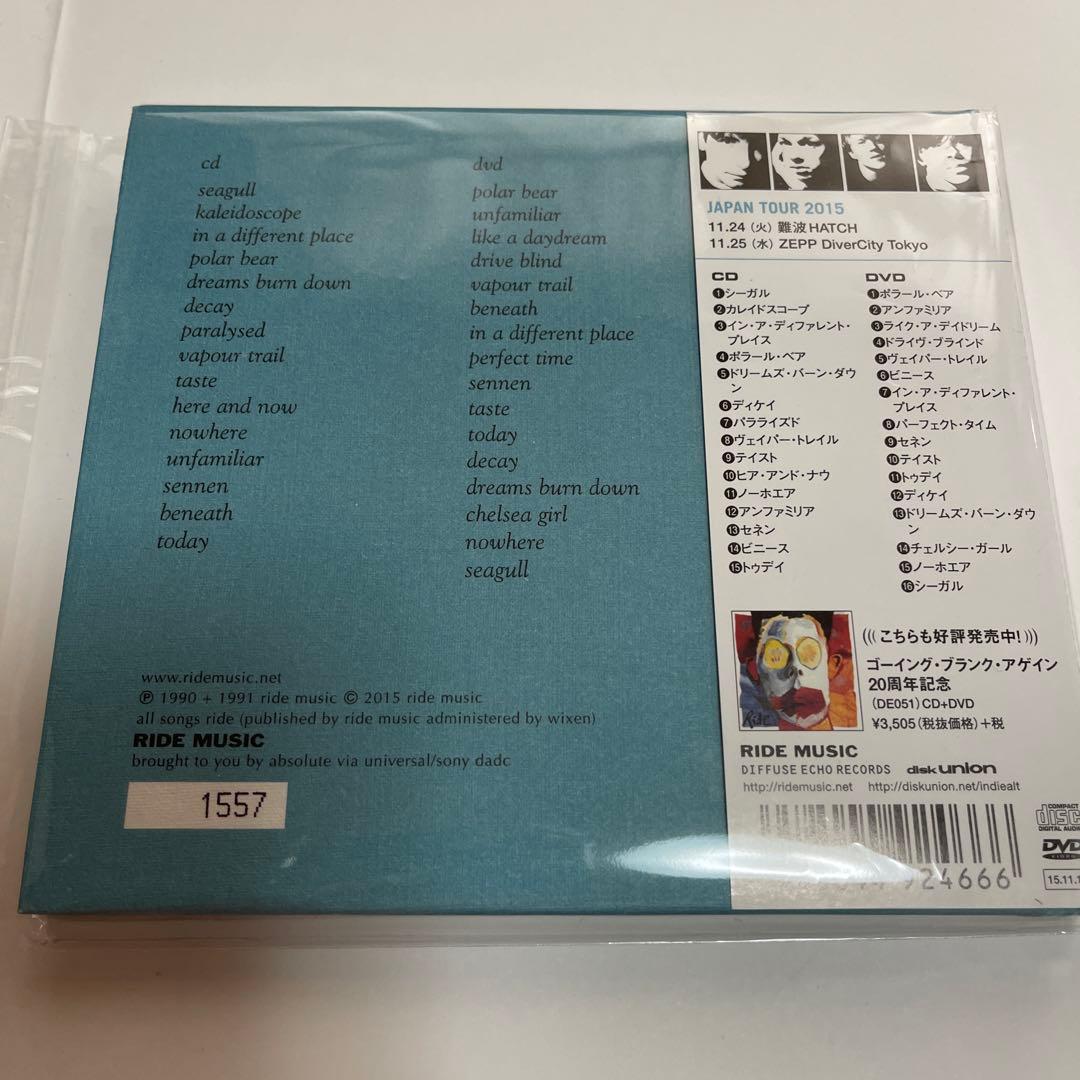 cd
seagull
kaleidoscope
in a different place
polar bear
dreams burn down
decay
paralysed
vapour trail
taste
here and now
nowhere
unfamiliar
sennen
beneath
today
dvd
polar bear
unfamiliar
like a daydream
drive blind
vapour trail
beneath
in a different place
perfect time
sennen
taste
today
decay
dreams burn down
chelsea girl
nowhere
seagull
www.ridemusic.net
℗ 1990 + 1991 ride music © 2015 ride music
all songs ride (published by ride music administered by wixen)
RIDE MUSIC
brought to you by absolute via universal/sony dadc
1557
JAPAN TOUR 2015
11.24 (火) 難波HATCH
11.25 (水) ZEPP DiverCity Tokyo
CD
❶シーガル
❷カレイドスコープ
❸イン・ア・ディファレント・
プレイス
❹ポラール・ベア
❺ドリームズ・バーン・ダウ
ン
❻ディケイ
❼パラライズド
❽ヴェイパー・トレイル
❾テイスト
❿ヒア・アンド・ナウ
⓫ノーホエア
⓬アンファミリア
⓭セネン
⓮ビニース
⓯トゥデイ
DVD
❶ポラール・ベア
❷アンファミリア
❸ライク・ア・デイドリーム
❹ドライヴ・ブラインド
❺ヴェイパー・トレイル
❻ビニース
❼イン・ア・ディファレント・
プレイス
❽パーフェクト・タイム
❾セネン
❿テイスト
⓫トゥデイ
⓬ディケイ
⓭ドリームズ・バーン・ダウ
ン
⓮チェルシー・ガール
⓯ノーホエア
⓰シーガル
Ride
(((こちらも好評発売中!)))
ゴーイング・ブランク・アゲイン
20周年記念
(DE051) CD+DVD
¥3,505(税抜価格)+税
RIDE MUSIC
DIFFUSE ECHO RECORDS diskunion
http://ridemusic.net http://diskunion.net/indiealt
924666
COMPACT
disc
DIGITAL AUDIO
DVD
VIDEO
15.11.1